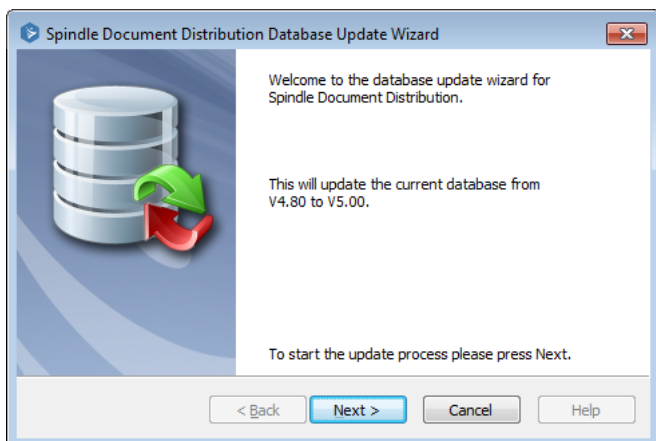 Spindle Document Distribution Database Update Wizard
Welcome to the database update wizard for
Spindle Document Distribution.
This will update the current database from
V4.80 to V5.00.
To start the update process please press Next.
< Back
Next >
Cancel
Help